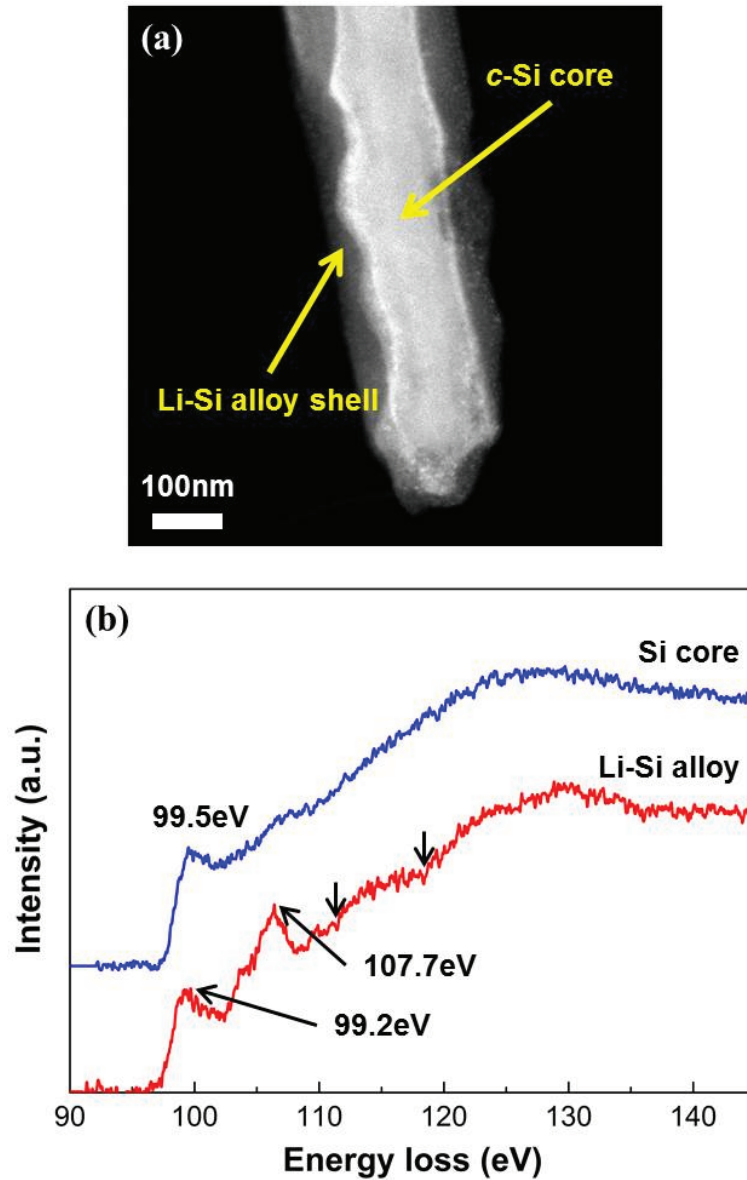 (a)
c-Si core
Li-Si alloy shell
100nm
(b)
Si core
Li-Si alloy
99.5eV
107.7eV
99.2eV
Intensity (a.u.)
90 100 110 120 130 140
Energy loss (eV)